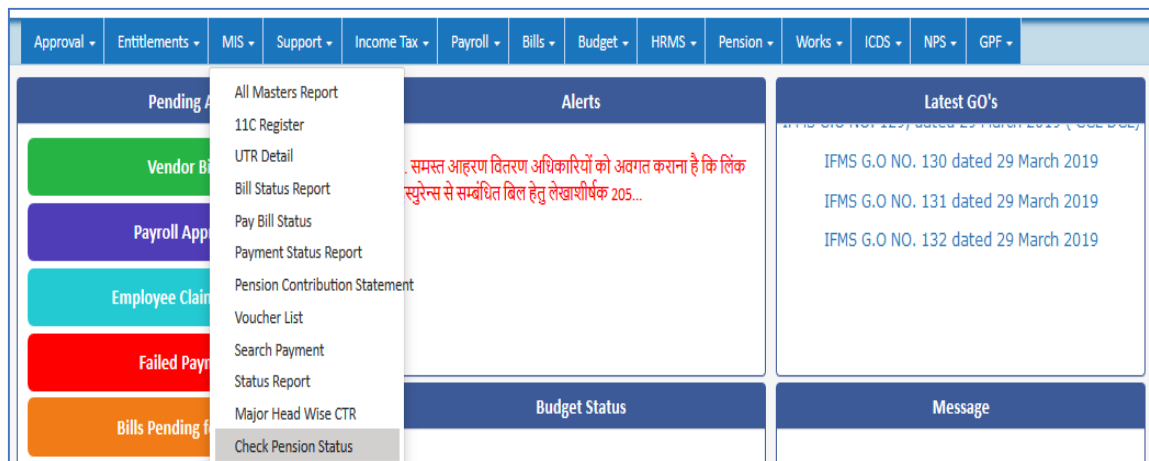 Approval Entitlements MIS Support Income Tax Payroll Bills Budget HRMS Pension Works ICDS NPS GPF
Pending
Vendor
Payroll
Employee
Failed
Bills Pending
All Masters Report
11C Register
UTR Detail
Bill Status Report
Pay Bill Status
Payment Status Report
Pension Contribution Statement
Voucher List
Search Payment
Status Report
Major Head Wise CTR
Check Pension Status
Alerts
. समस्त आहरण वितरण अधिकारियों को अवगत कराना है कि लिंक
से सम्बंधित बिल हेतु लेखाशीर्षक 205...
Budget Status
Latest GO's
IFMS G.O NO. 130 dated 29 March 2019
IFMS G.O NO. 131 dated 29 March 2019
IFMS G.O NO. 132 dated 29 March 2019
Message